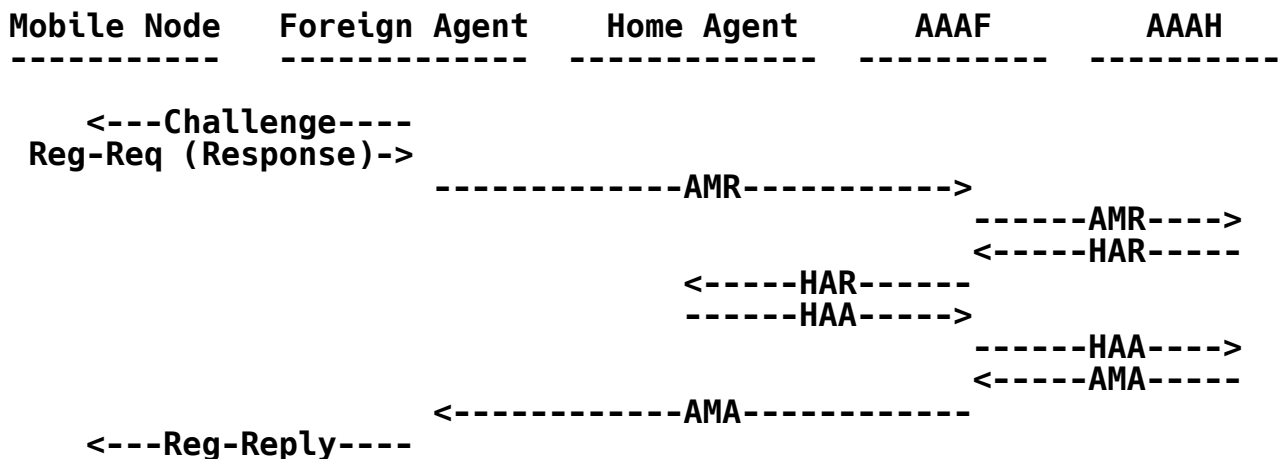 Mobile Node   Foreign Agent    Home Agent      AAAF        AAAH
-----------   -------------  -------------  ----------  ----------
    <---Challenge----
 Reg-Req (Response)->
                      -------------AMR----------->
                                                  ------AMR---->
                                                  <-----HAR-----
                                   <-----HAR------
                                   ------HAA----->
                                                  ------HAA---->
                                                  <-----AMA-----
                      <------------AMA------------
    <---Reg-Reply----